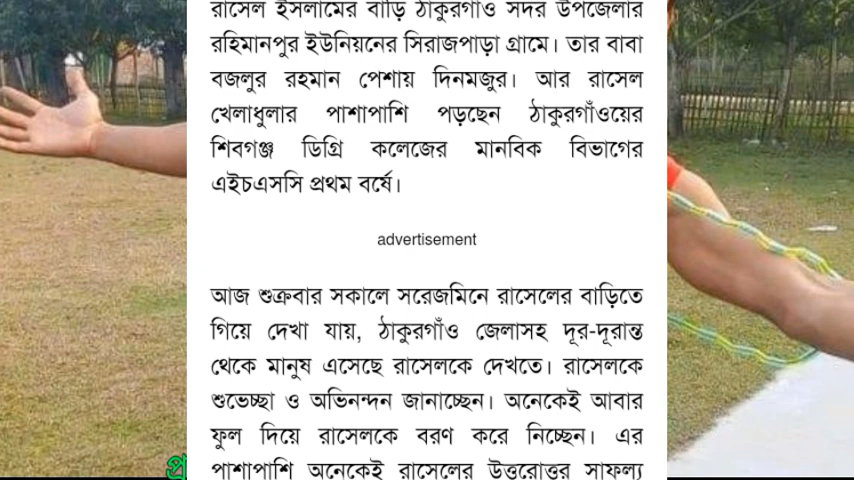 রাসেল ইসলামের বাড়ি ঠাকুরগাঁও সদর উপজেলার
রহিমানপুর ইউনিয়নের সিরাজপাড়া গ্রামে। তার বাবা
বজলুর রহমান পেশায় দিনমজুর। আর রাসেল
খেলাধুলার পাশাপাশি পড়ছেন ঠাকুরগাঁওয়ের
শিবগঞ্জ ডিগ্রি কলেজের মানবিক বিভাগের
এইচএসসি প্রথম বর্ষে।
advertisement
আজ শুক্রবার সকালে সরেজমিনে রাসেলের বাড়িতে
গিয়ে দেখা যায়, ঠাকুরগাঁও জেলাসহ দূর-দূরান্ত
থেকে মানুষ এসেছে রাসেলকে দেখতে। রাসেলকে
শুভেচ্ছা ও অভিনন্দন জানাচ্ছেন। অনেকেই আবার
ফুল দিয়ে রাসেলকে বরণ করে নিচ্ছেন। এর
পাশাপাশি অনেকেই রাসেলের উত্তরোত্তর সাফল্য